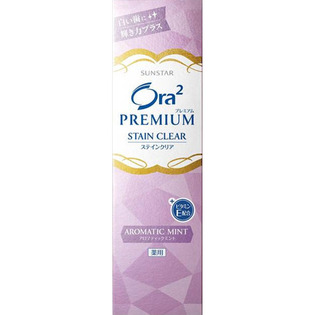 白い歯に
輝き力プラス
SUNSTAR
Ora²
プレミアム
PREMIUM
STAIN CLEAR
ステインクリア
ビタミン
E配合
AROMATIC MINT
アロマティックミント
薬用